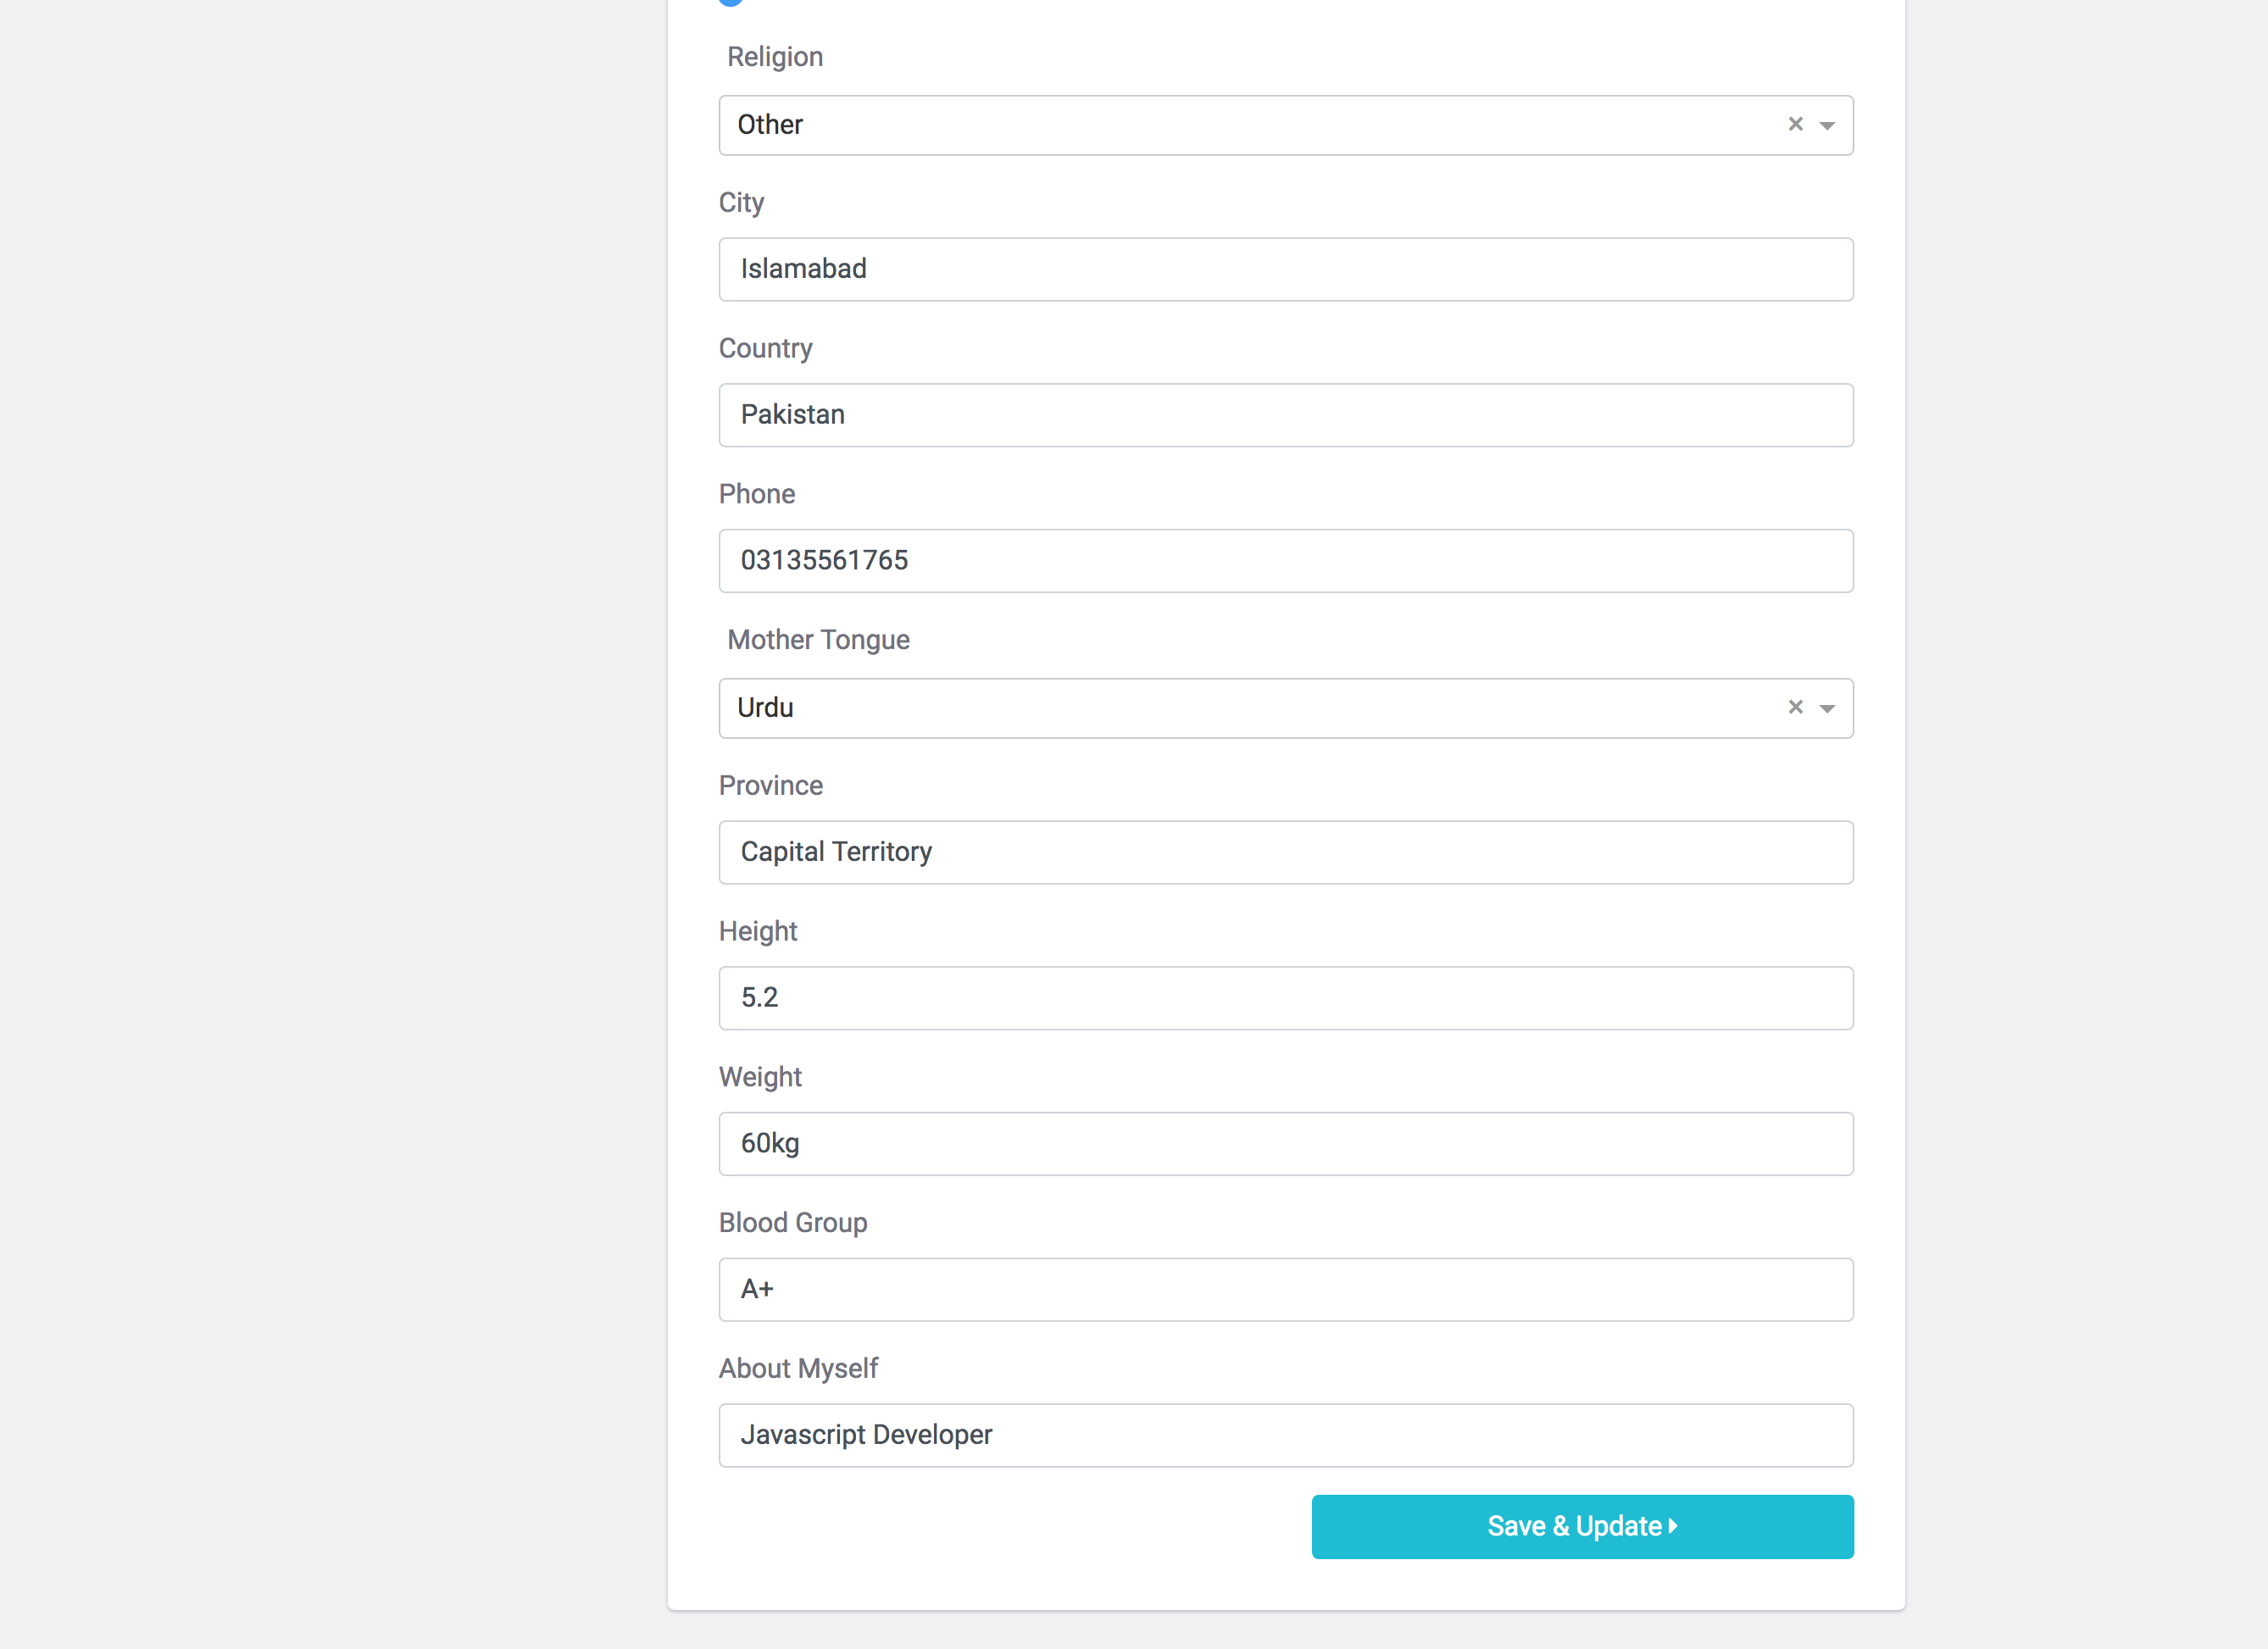 Religion
Other
City
Islamabad
Country
Pakistan
Phone
03135561765
Mother Tongue
Urdu
Province
Capital Territory
Height
5.2
Weight
60kg
Blood Group
A+
About Myself
Javascript Developer
Save & Update